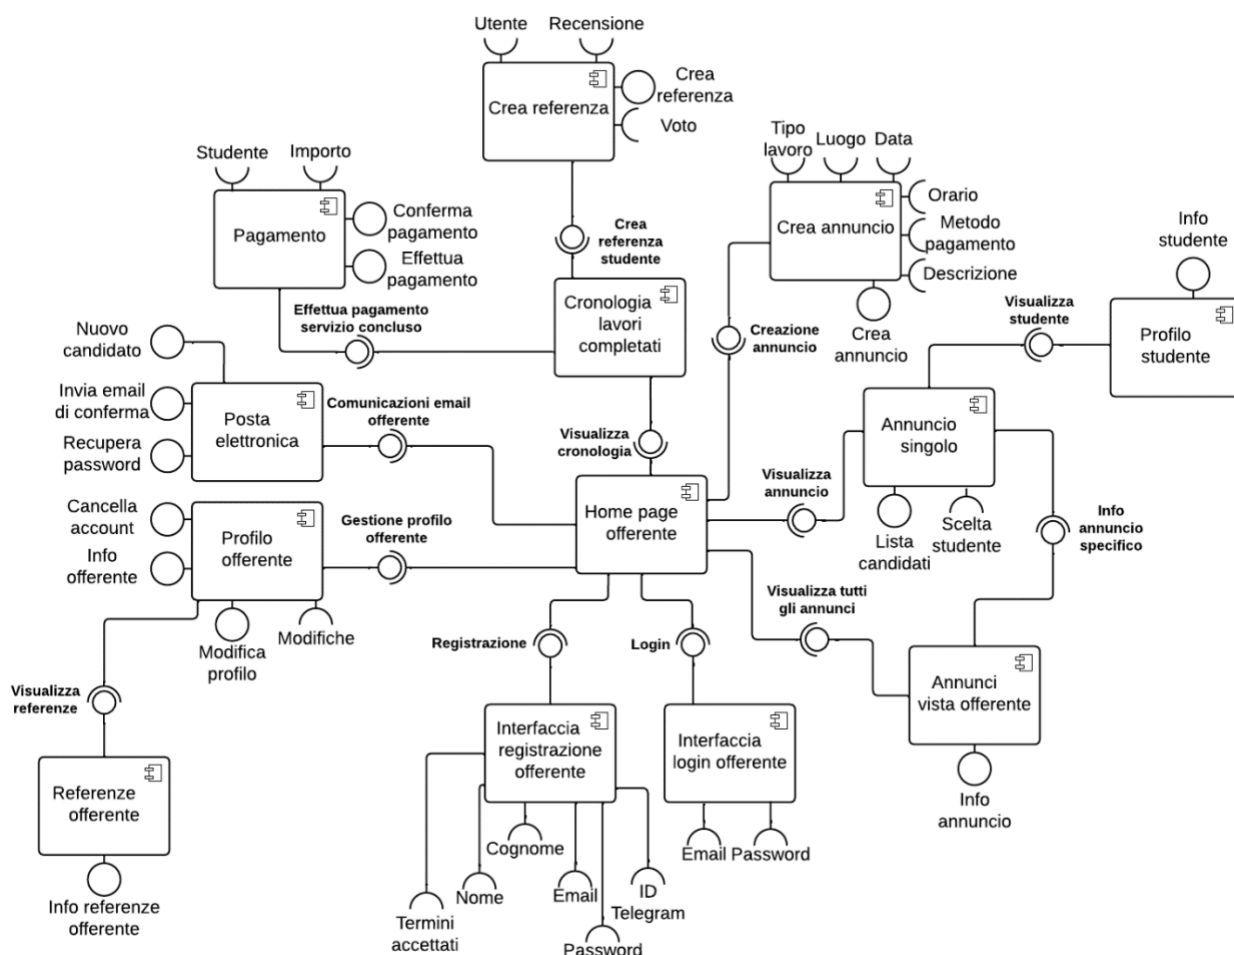 Utente
Recensione
Crea referenza
Crea
referenza
Voto
Studente
Importo
Pagamento
Conferma
pagamento
Effettua
pagamento
Tipo
lavoro
Luogo
Data
Crea annuncio
Orario
Metodo
pagamento
Descrizione
Crea
annuncio
Info
studente
Crea
referenza
studente
Effettua pagamento
servizio concluso
Cronologia
lavori
completati
Creazione
annuncio
Visualizza
studente
Profilo
studente
Nuovo
candidato
Invia email
di conferma
Recupera
password
Posta
elettronica
Comunicazioni email
offerente
Visualizza
cronologia
Annuncio
singolo
Visualizza
annuncio
Lista
candidati
Scelta
studente
Info
annuncio
specifico
Cancella
account
Info
offerente
Profilo
offerente
Gestione profilo
offerente
Home page
offerente
Modifica
profilo
Modifiche
Visualizza tutti
gli annunci
Registrazione
Login
Visualizza
referenze
Annunci
vista offerente
Info
annuncio
Interfaccia
registrazione
offerente
Interfaccia
login offerente
Referenze
offerente
Info referenze
offerente
Termini
accettati
Nome
Cognome
Email
Password
ID
Telegram
Email
Password